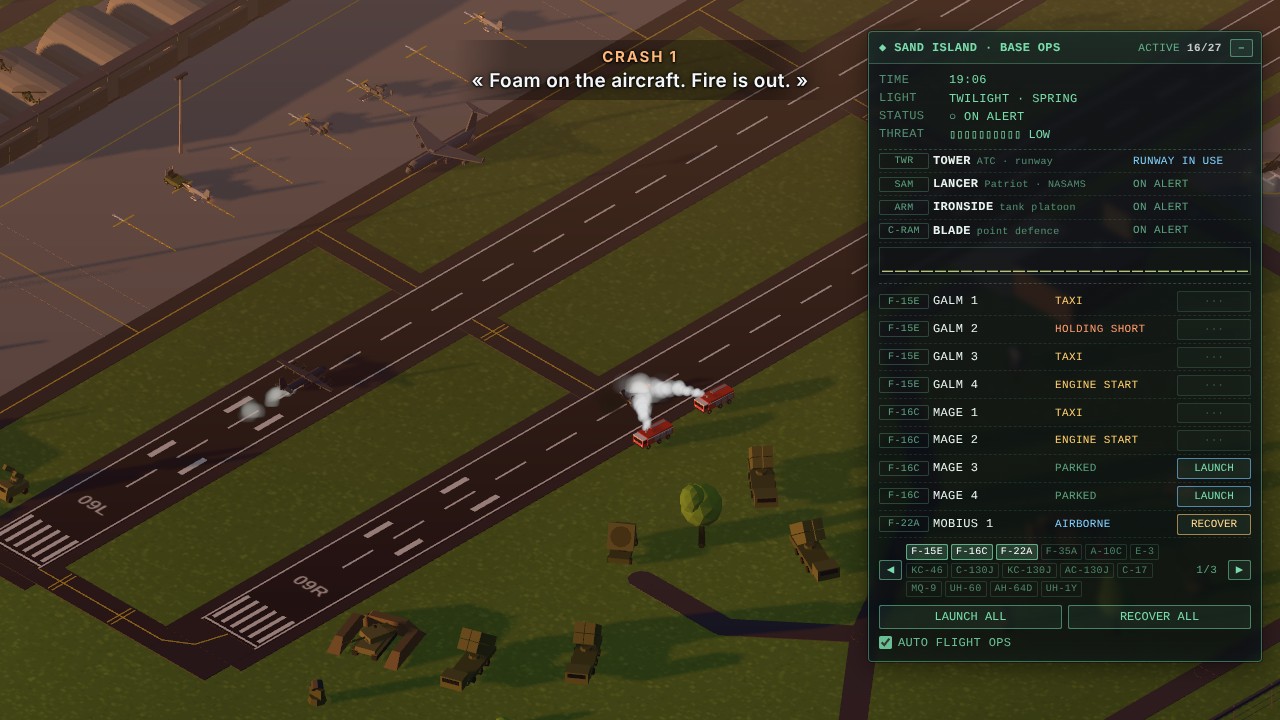 CRASH 1
« Foam on the aircraft. Fire is out. »
◆ SAND ISLAND · BASE OPS ACTIVE 16/27 −
TIME 19:06
LIGHT TWILIGHT · SPRING
STATUS ○ ON ALERT
THREAT ▯▯▯▯▯▯▯▯▯▯ LOW
TWR TOWER ATC · runway RUNWAY IN USE
SAM LANCER Patriot · NASAMS ON ALERT
ARM IRONSIDE tank platoon ON ALERT
C-RAM BLADE point defence ON ALERT
F-15E GALM 1 TAXI ···
F-15E GALM 2 HOLDING SHORT ···
F-15E GALM 3 TAXI ···
F-15E GALM 4 ENGINE START ···
F-16C MAGE 1 TAXI ···
F-16C MAGE 2 ENGINE START ···
F-16C MAGE 3 PARKED LAUNCH
F-16C MAGE 4 PARKED LAUNCH
F-22A MOBIUS 1 AIRBORNE RECOVER
F-15E F-16C F-22A F-35A A-10C E-3
◀ KC-46 C-130J KC-130J AC-130J C-17 1/3 ▶
MQ-9 UH-60 AH-64D UH-1Y
LAUNCH ALL RECOVER ALL
AUTO FLIGHT OPS
09L
09R